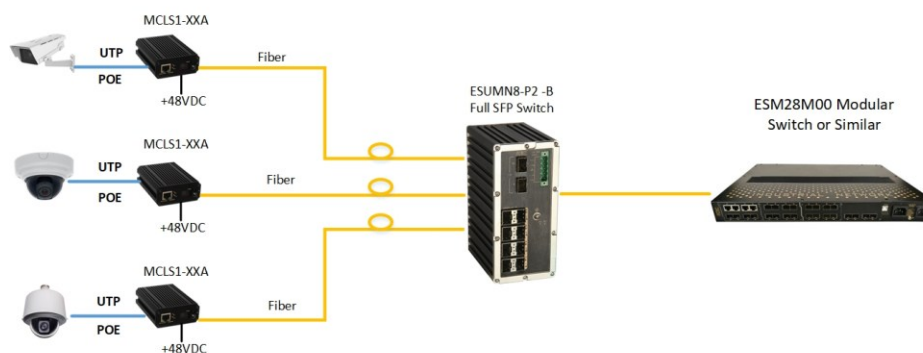 MCLS1-XXA
UTP
POE
+48VDC
Fiber
MCLS1-XXA
UTP
POE
+48VDC
Fiber
MCLS1-XXA
UTP
POE
+48VDC
Fiber
ESUMN8-P2 -B
Full SFP Switch
ESM28M00 Modular
Switch or Similar